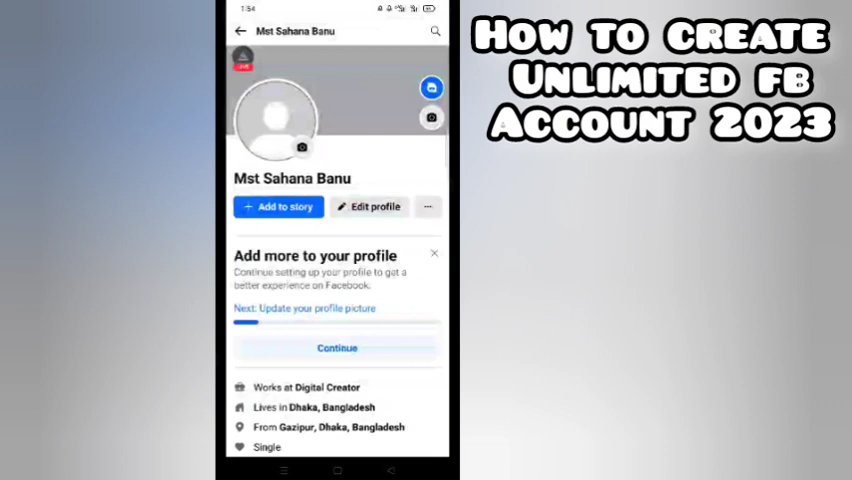 1:54
Mst Sahana Banu
LIVE
Mst Sahana Banu
+ Add to story
Edit profile
Add more to your profile
Continue setting up your profile to get a
better experience on Facebook.
Next: Update your profile picture
Continue
Works at Digital Creator
Lives in Dhaka, Bangladesh
From Gazipur, Dhaka, Bangladesh
Single
How to create
Unlimited fb
Account 2023